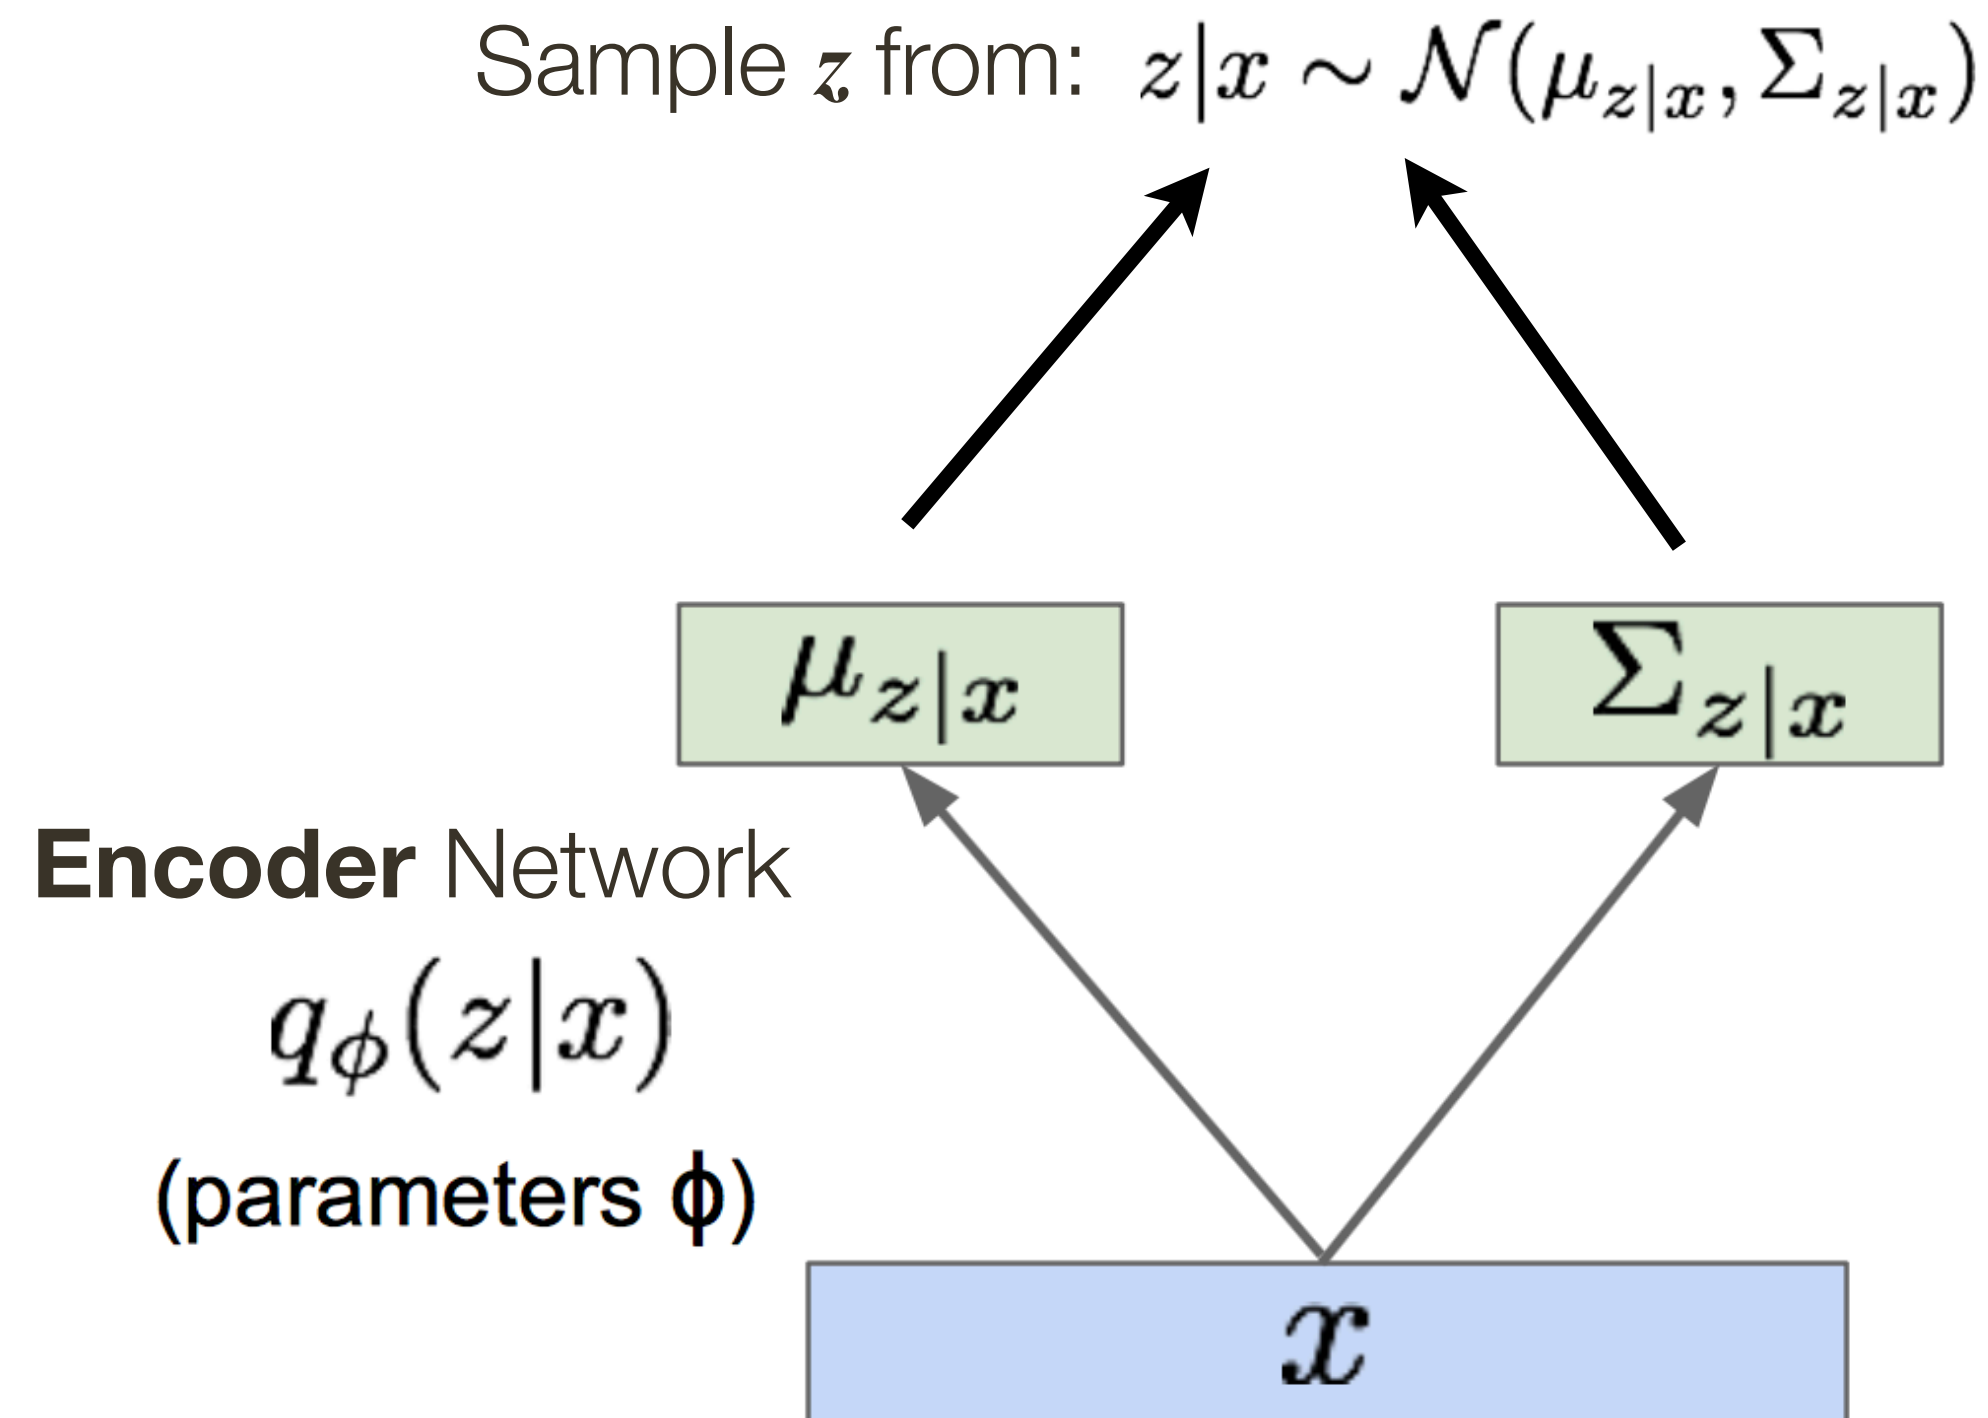 Sample z from: z|x ∼ 𝒩(μ_{z|x}, Σ_{z|x})
μ_{z|x}
Σ_{z|x}
Encoder Network
q_ϕ(z|x)
(parameters ϕ)
x